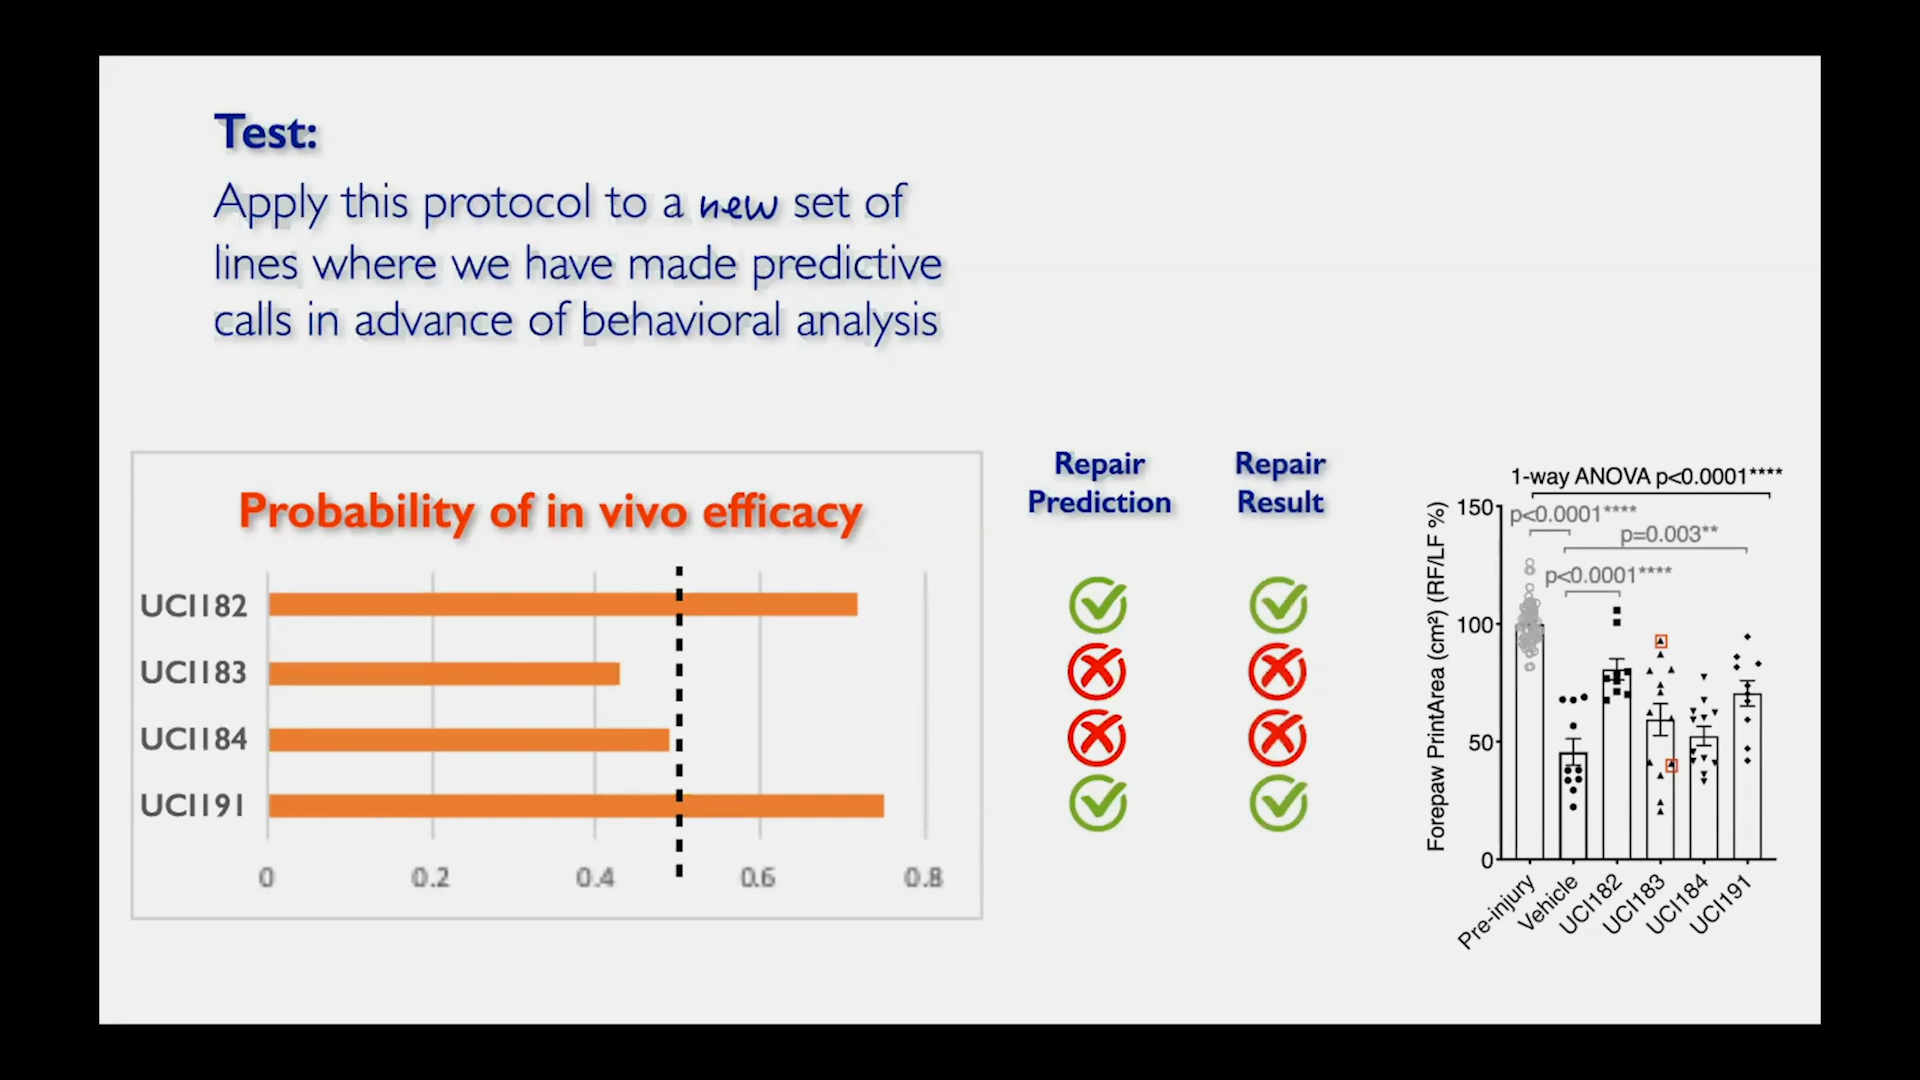 Test:
Apply this protocol to a new set of
lines where we have made predictive
calls in advance of behavioral analysis
Probability of in vivo efficacy
UCI182
UCI183
UCI184
UCI191
0 0.2 0.4 0.6 0.8
Repair
Prediction
Repair
Result
1-way ANOVA p<0.0001****
p<0.0001****
p=0.003**
p<0.0001****
Forepaw PrintArea (cm²) (RF/LF %)
150
100
50
0
Pre-injury
Vehicle
UCI182
UCI183
UCI184
UCI191